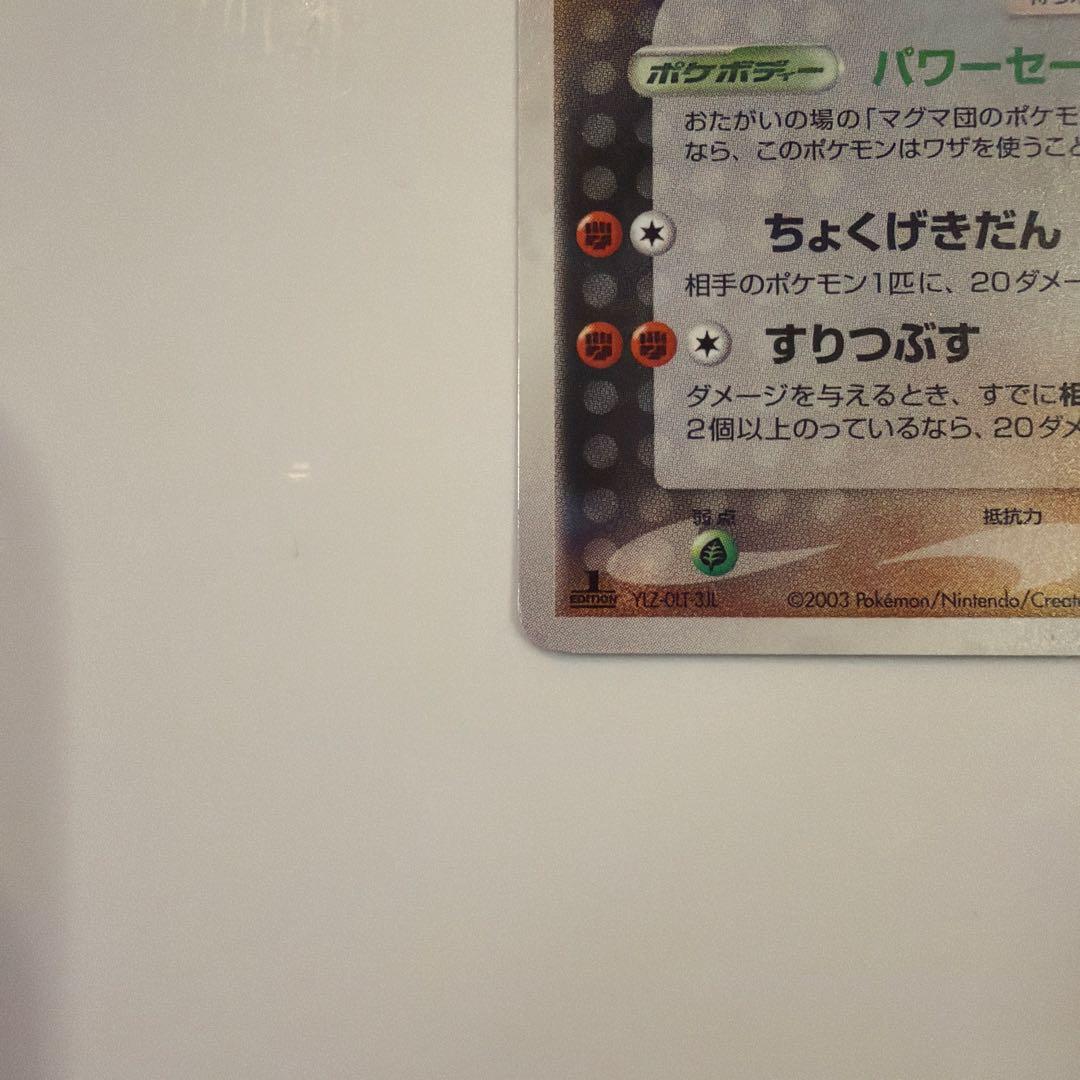 ポケボディー パワーセー
おたがいの場の「マグマ団のポケモ
なら、このポケモンはワザを使うこと
ちょくげきだん
相手のポケモン1匹に、20ダメー
すりつぶす
ダメージを与えるとき、すでに相
2個以上のっているなら、20ダメ
弱点 抵抗力
1 EDITION YLZ-0LT-3JL ©2003 Pokémon/Nintendo/Creat